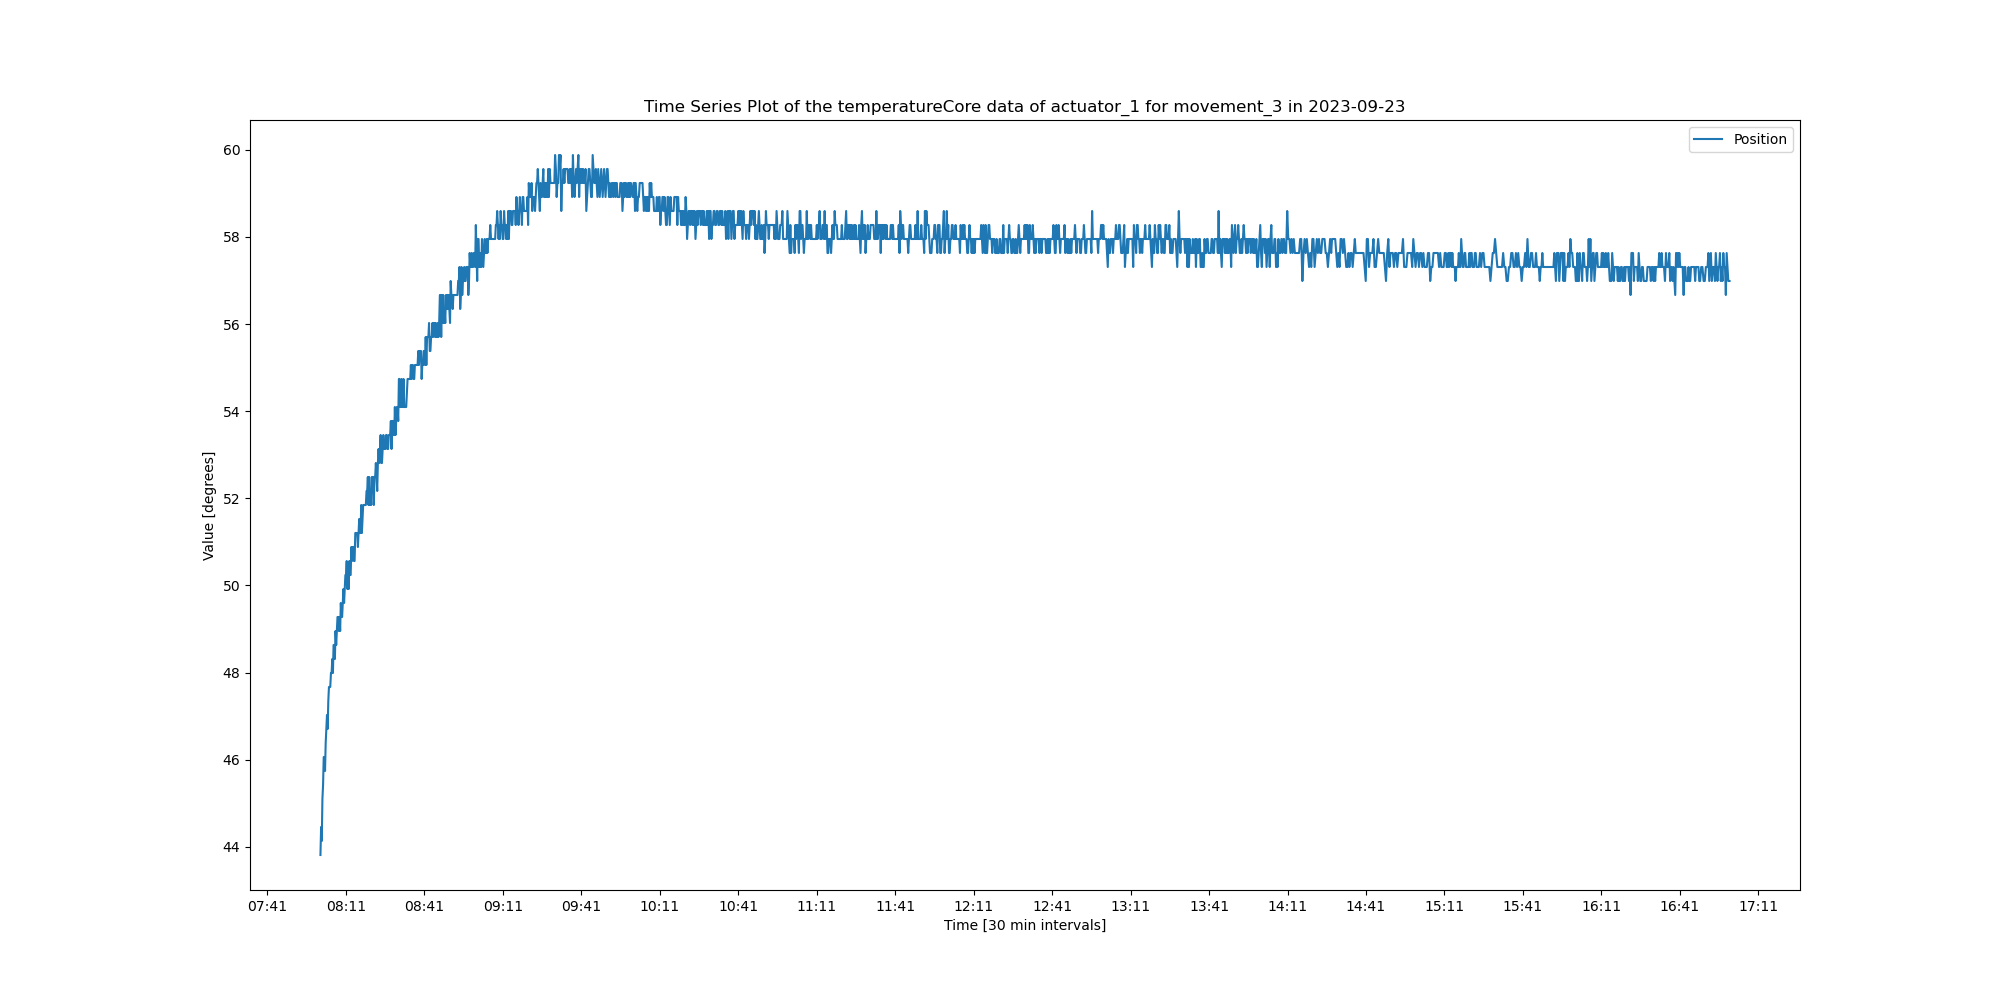 Time Series Plot of the temperatureCore data of actuator_1 for movement_3 in 2023-09-23
Position
60
58
56
54
52
50
48
46
44
Value [degrees]
07:41 08:11 08:41 09:11 09:41 10:11 10:41 11:11 11:41 12:11 12:41 13:11 13:41 14:11 14:41 15:11 15:41 16:11 16:41 17:11
Time [30 min intervals]